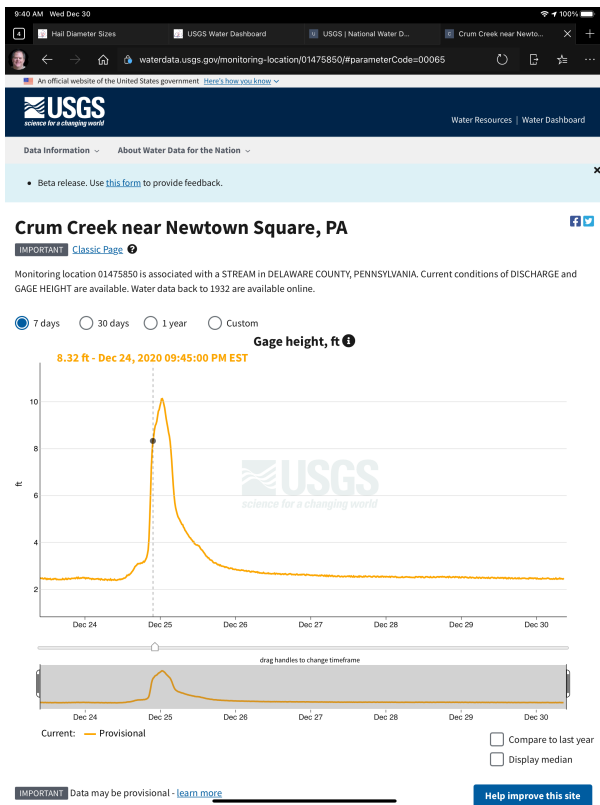 9:40 AM Wed Dec 30
100%
4
Hail Diameter Sizes
USGS Water Dashboard
USGS | National Water D...
Crum Creek near Newto...
waterdata.usgs.gov/monitoring-location/01475850/#parameterCode=00065
An official website of the United States government Here's how you know
USGS
science for a changing world
Water Resources | Water Dashboard
Data Information
About Water Data for the Nation
Beta release. Use this form to provide feedback.
Crum Creek near Newtown Square, PA
IMPORTANT Classic Page
Monitoring location 01475850 is associated with a STREAM in DELAWARE COUNTY, PENNSYLVANIA. Current conditions of DISCHARGE and
GAGE HEIGHT are available. Water data back to 1932 are available online.
7 days
30 days
1 year
Custom
Gage height, ft
8.32 ft - Dec 24, 2020 09:45:00 PM EST
10
8
6
4
2
ft
USGS
science for a changing world
Dec 24
Dec 25
Dec 26
Dec 27
Dec 28
Dec 29
Dec 30
drag handles to change timeframe
Dec 24
Dec 25
Dec 26
Dec 27
Dec 28
Dec 29
Dec 30
Current: Provisional
Compare to last year
Display median
IMPORTANT Data may be provisional - learn more
Help improve this site